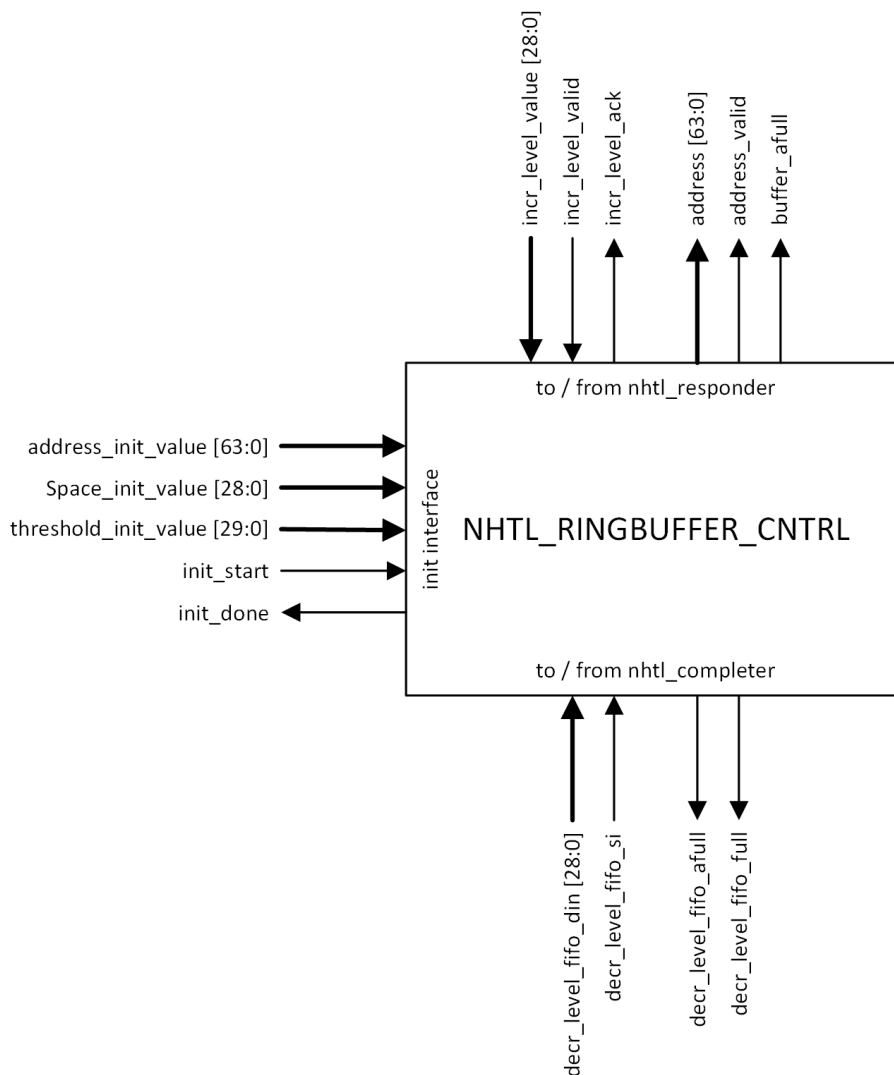 incr_level_value [28:0]
incr_level_valid
incr_level_ack
address [63:0]
address_valid
buffer_afull
to / from nhtl_responder
address_init_value [63:0]
Space_init_value [28:0]
threshold_init_value [29:0]
init_start
init_done
init interface
NHTL_RINGBUFFER_CNTRL
to / from nhtl_completer
decr_level_fifo_din [28:0]
decr_level_fifo_si
decr_level_fifo_afull
decr_level_fifo_full